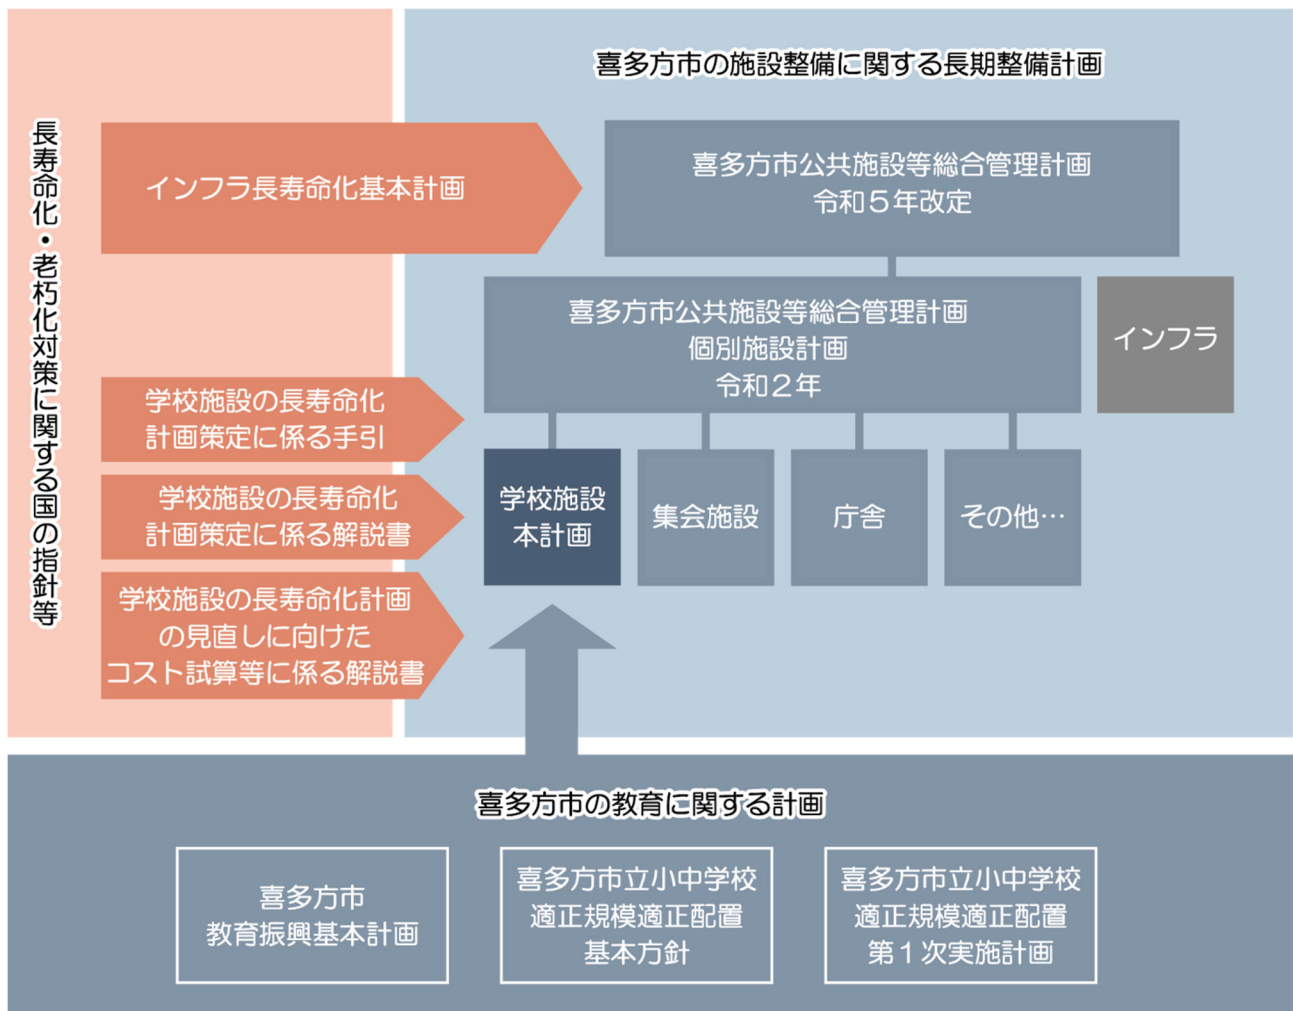 長寿命化・老朽化対策に関する国の指針等
インフラ長寿命化基本計画
学校施設の長寿命化
計画策定に係る手引
学校施設の長寿命化
計画策定に係る解説書
学校施設の長寿命化計画
の見直しに向けた
コスト試算等に係る解説書
喜多方市の施設整備に関する長期整備計画
喜多方市公共施設等総合管理計画
令和5年改定
喜多方市公共施設等総合管理計画
個別施設計画
令和2年
インフラ
学校施設
本計画
集会施設
庁舎
その他…
喜多方市の教育に関する計画
喜多方市
教育振興基本計画
喜多方市立小中学校
適正規模適正配置
基本方針
喜多方市立小中学校
適正規模適正配置
第1次実施計画